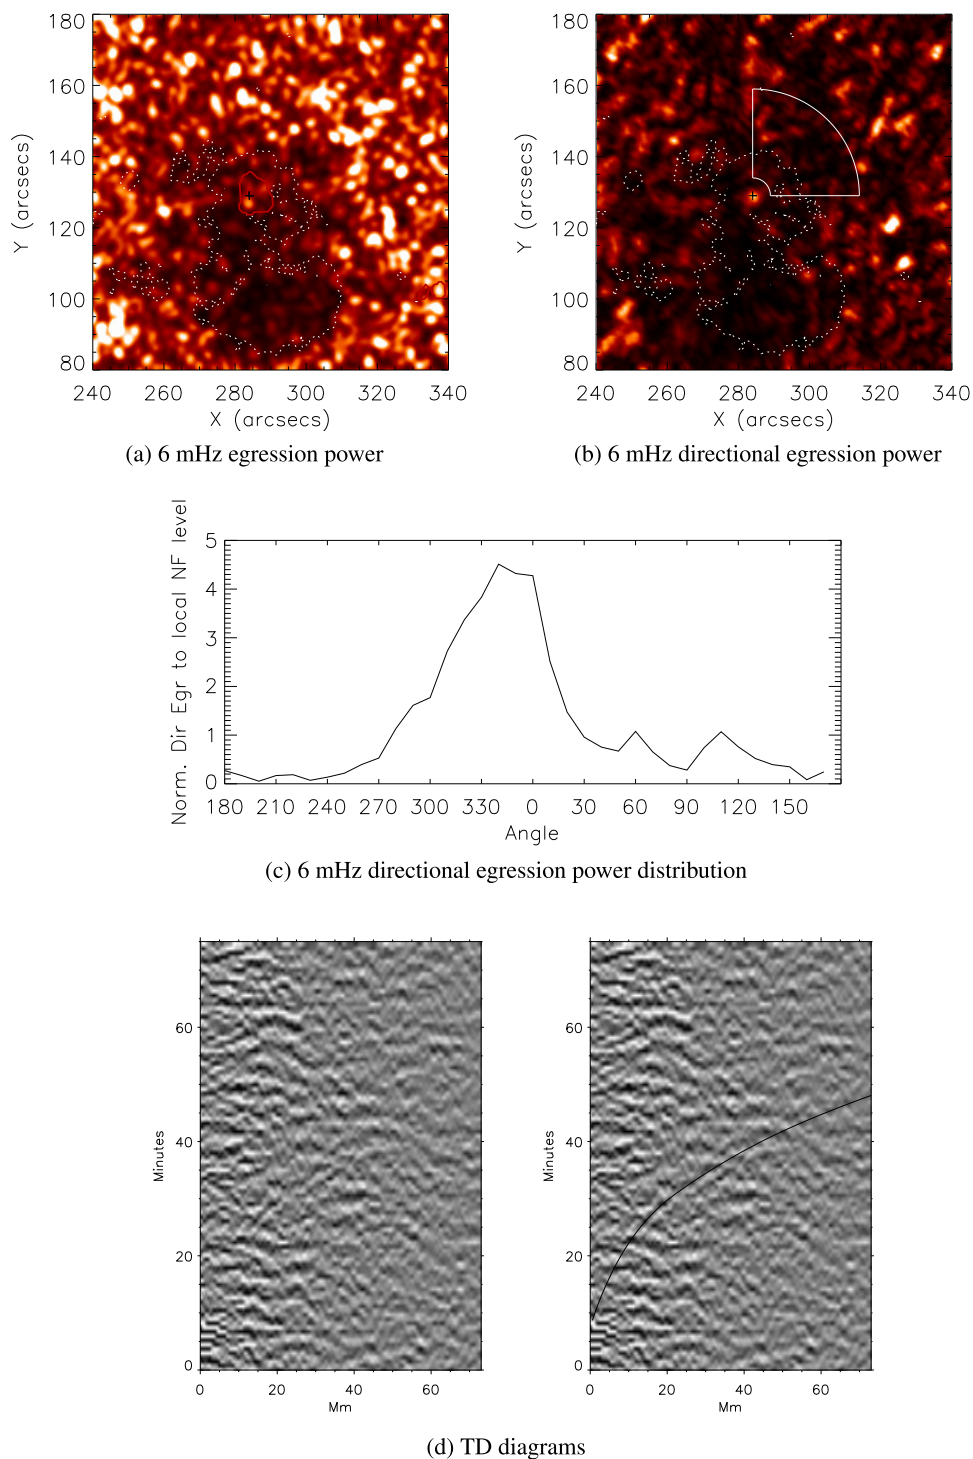 180
160
140
120
100
80
Y (arcsecs)
240 260 280 300 320 340
X (arcsecs)
(a) 6 mHz egression power
180
160
140
120
100
80
Y (arcsecs)
240 260 280 300 320 340
X (arcsecs)
(b) 6 mHz directional egression power
Norm. Dir Egr to local NF level
5
4
3
2
1
0
180 210 240 270 300 330 0 30 60 90 120 150
Angle
(c) 6 mHz directional egression power distribution
60
40
20
0
Minutes
0 20 40 60
Mm
60
40
20
0
Minutes
0 20 40 60
Mm
(d) TD diagrams